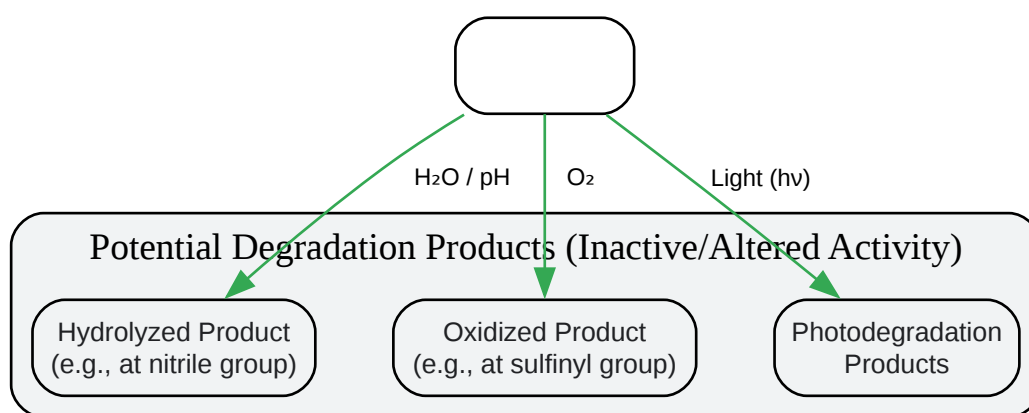 H₂O / pH
O₂
Light (hν)
Potential Degradation Products (Inactive/Altered Activity)
Hydrolyzed Product
(e.g., at nitrile group)
Oxidized Product
(e.g., at sulfinyl group)
Photodegradation
Products